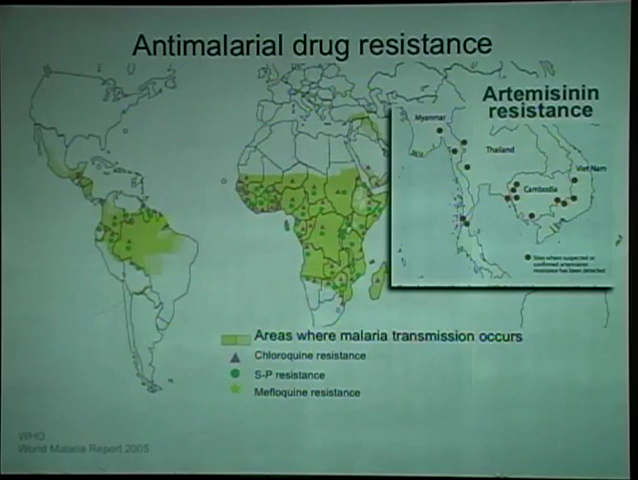 Antimalarial drug resistance
Artemisinin
resistance
Myanmar
Thailand
Viet Nam
Cambodia
Sites where suspected or
confirmed artemisinin
resistance has been detected
Areas where malaria transmission occurs
Chloroquine resistance
S-P resistance
Mefloquine resistance
WHO
World Malaria Report 2005